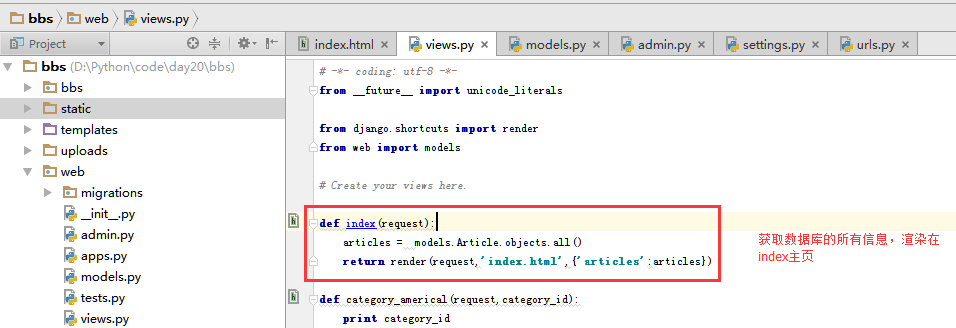 bbs web views.py
Project
index.html views.py models.py admin.py settings.py urls.py
bbs (D:\Python\code\day20\bbs)
bbs
static
templates
uploads
web
migrations
__init__.py
admin.py
apps.py
models.py
tests.py
views.py
# -*- coding: utf-8 -*-
from __future__ import unicode_literals
from django.shortcuts import render
from web import models
# Create your views here.
def index(request):
articles = models.Article.objects.all()
return render(request,'index.html',{'articles':articles})
def category_americal(request,category_id):
print category_id
获取数据库的所有信息，渲染在
index主页